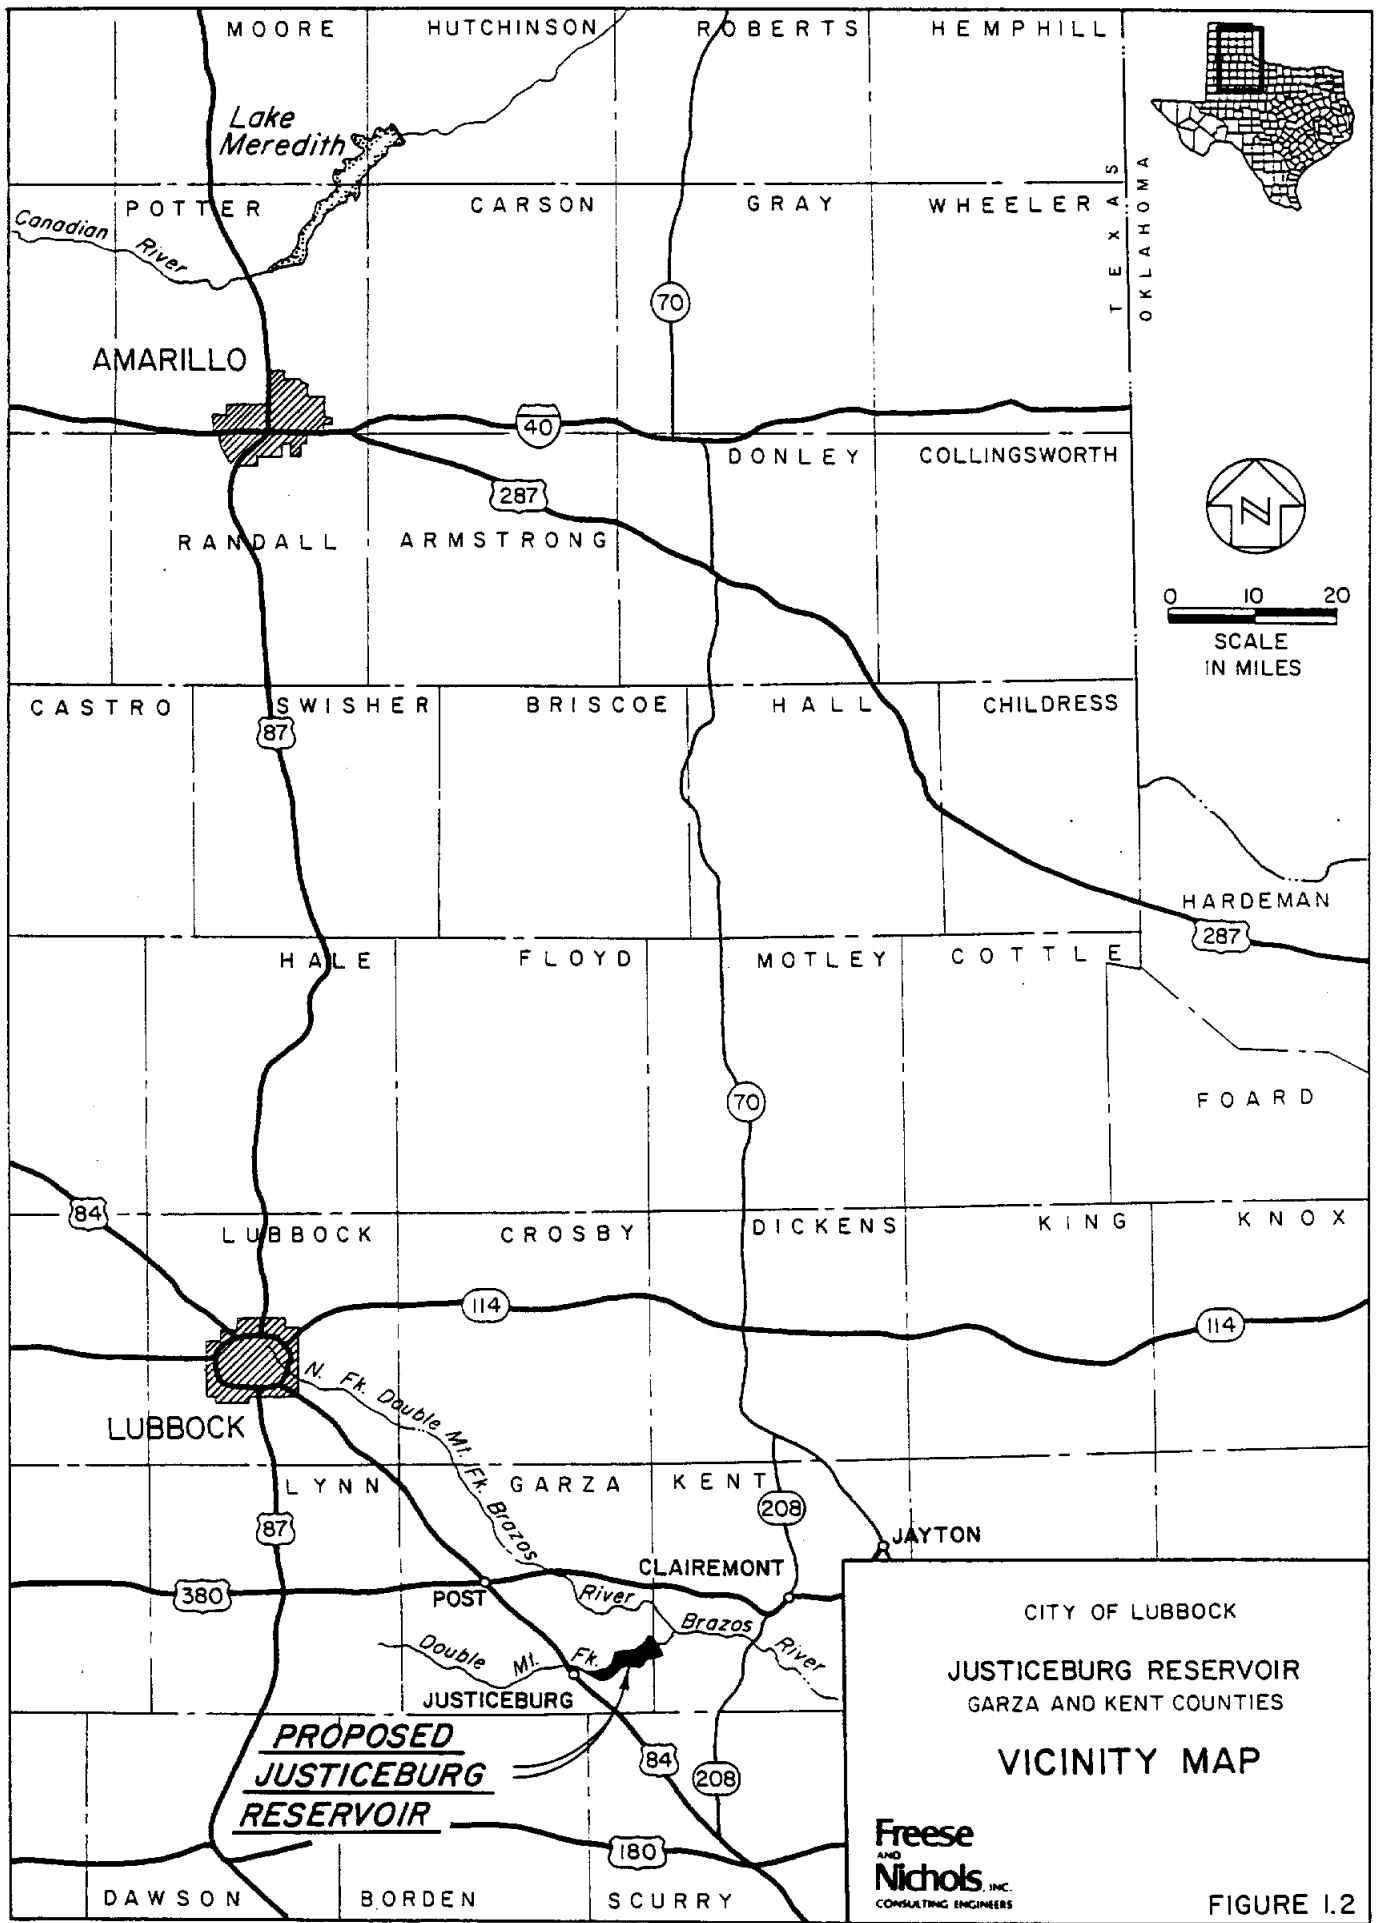 MOORE
HUTCHINSON
ROBERTS
HEMPHILL
Lake
Meredith
POTTER
CARSON
GRAY
WHEELER
TEXAS
OKLAHOMA
Canadian River
70
AMARILLO
40
DONLEY
COLLINGSWORTH
287
RANDALL
ARMSTRONG
N
0 10 20
SCALE
IN MILES
CASTRO
SWISHER
BRISCOE
HALL
CHILDRESS
87
HARDEMAN
287
HALE
FLOYD
MOTLEY
COTTLE
70
FOARD
84
LUBBOCK
CROSBY
DICKENS
KING
KNOX
114
114
N. Fk. Double Mt. Fk. Brazos River
LUBBOCK
LYNN
GARZA
KENT
208
87
JAYTON
CLAIREMONT
380
POST
Brazos River
Double Mt. Fk.
JUSTICEBURG
PROPOSED
JUSTICEBURG
RESERVOIR
84
208
180
DAWSON
BORDEN
SCURRY
CITY OF LUBBOCK
JUSTICEBURG RESERVOIR
GARZA AND KENT COUNTIES
VICINITY MAP
Freese
AND
Nichols, INC.
CONSULTING ENGINEERS
FIGURE 1.2